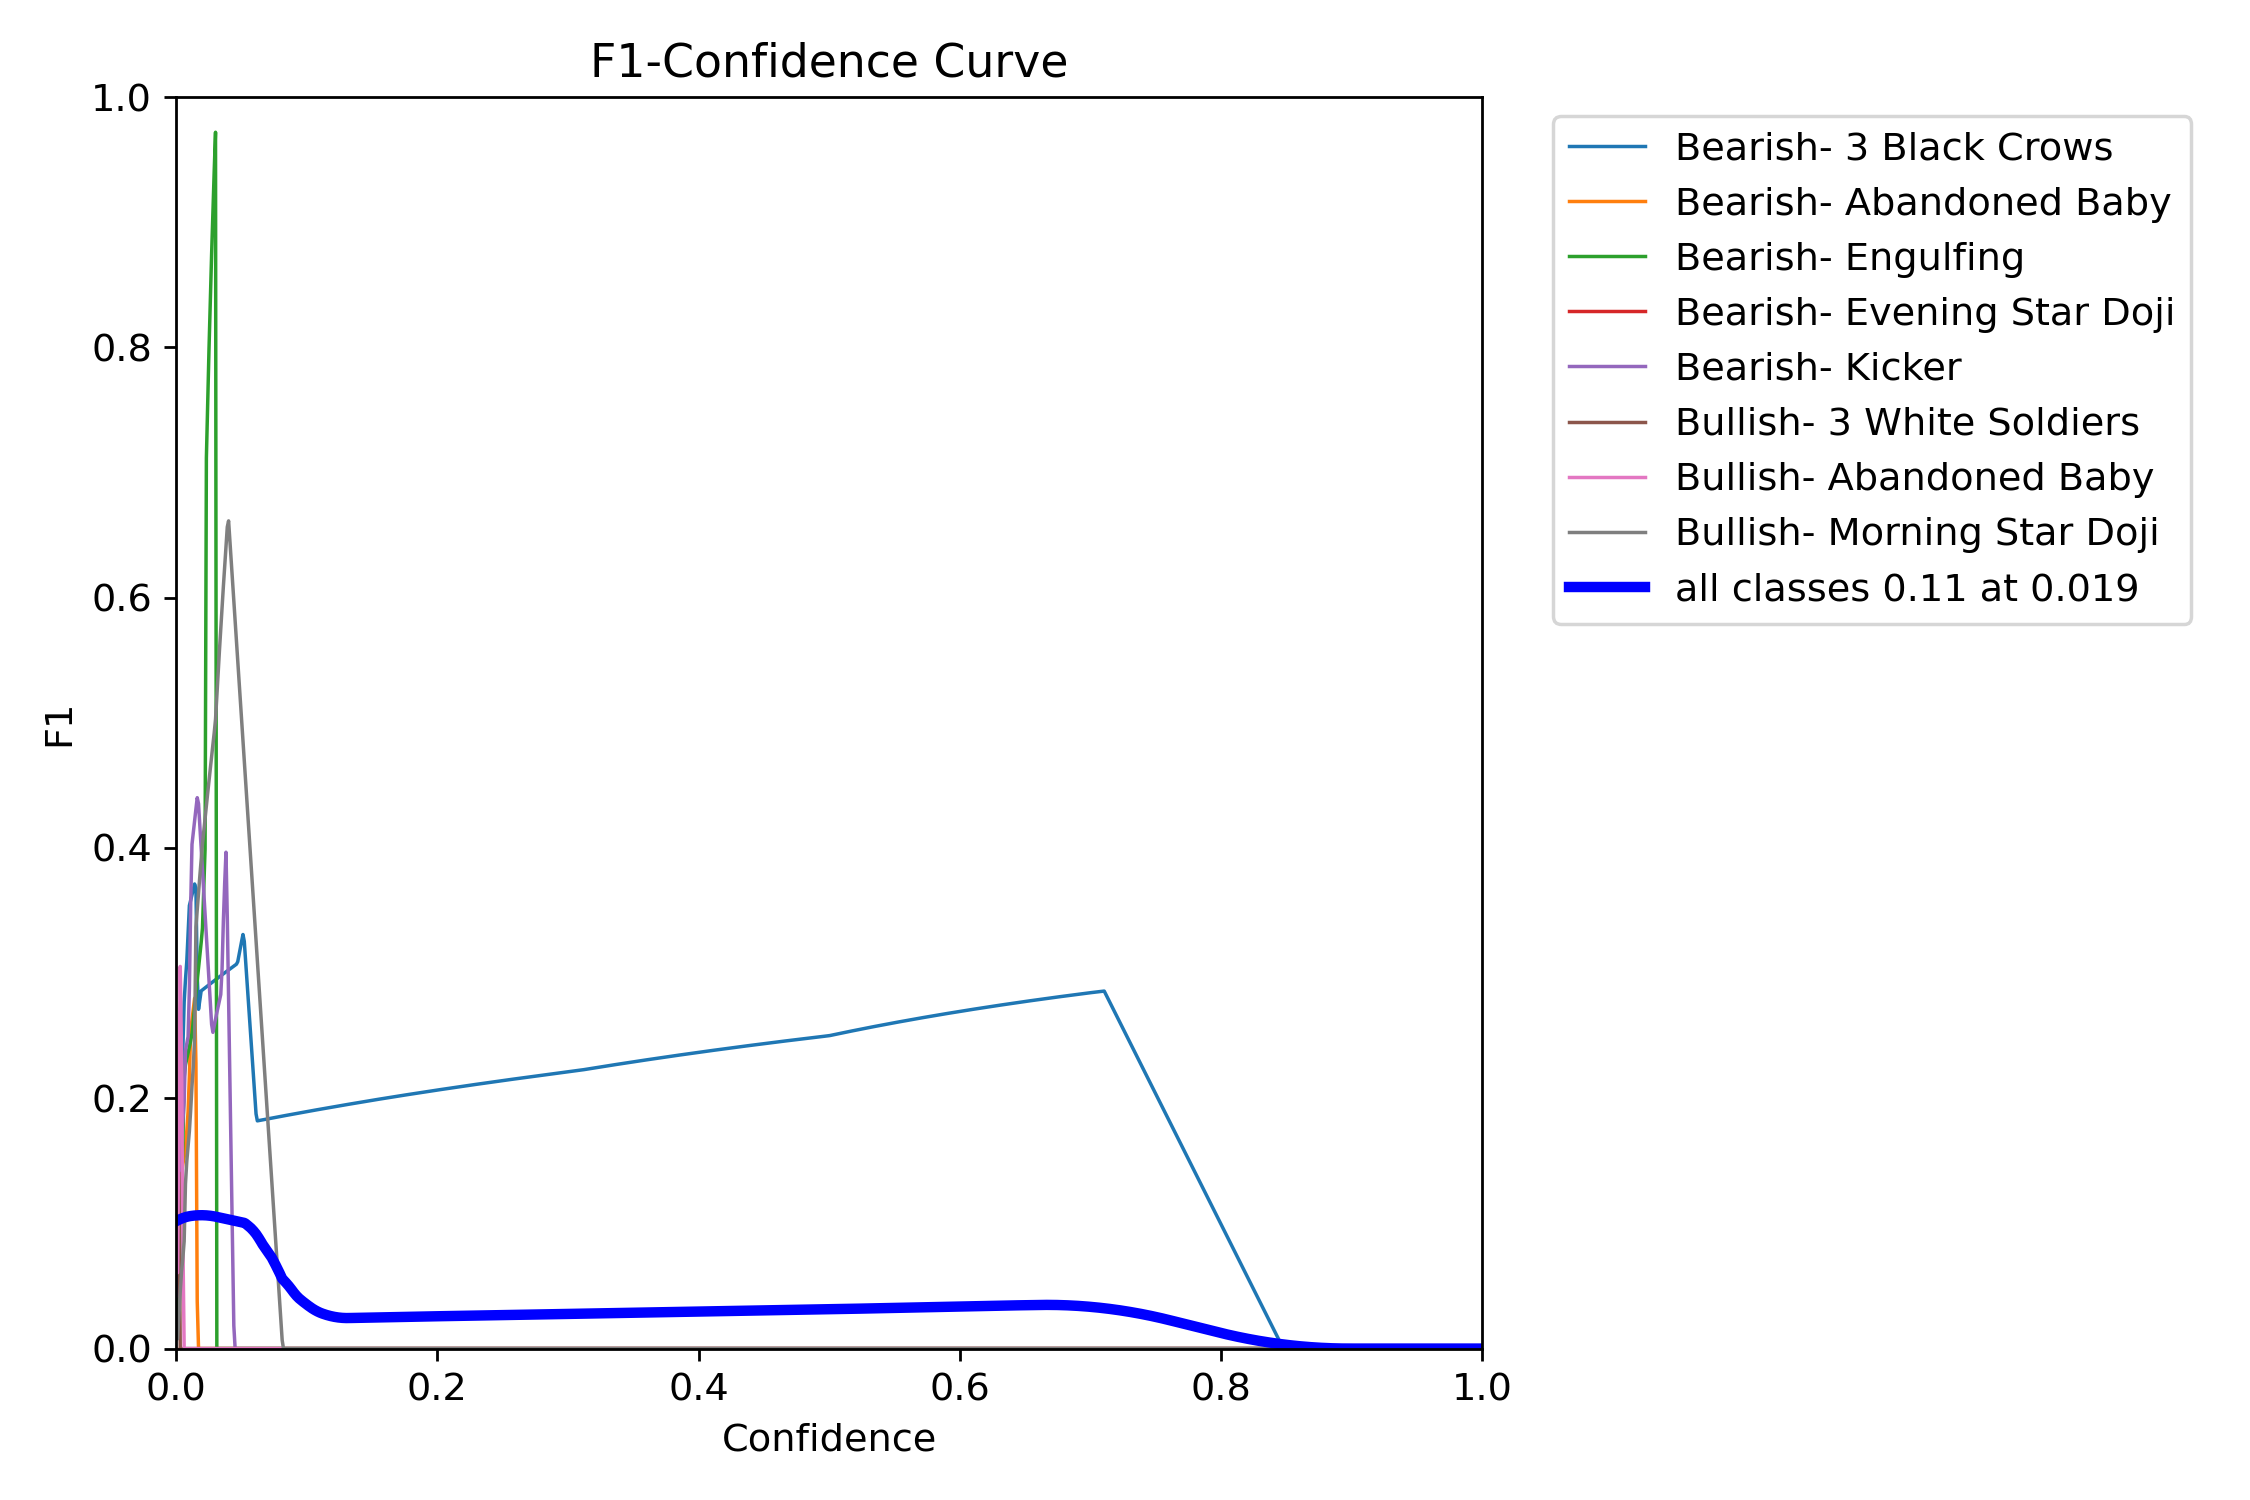 F1-Confidence Curve
1.0
0.8
0.6
0.4
0.2
0.0
F1
0.0 0.2 0.4 0.6 0.8 1.0
Confidence
Bearish- 3 Black Crows
Bearish- Abandoned Baby
Bearish- Engulfing
Bearish- Evening Star Doji
Bearish- Kicker
Bullish- 3 White Soldiers
Bullish- Abandoned Baby
Bullish- Morning Star Doji
all classes 0.11 at 0.019